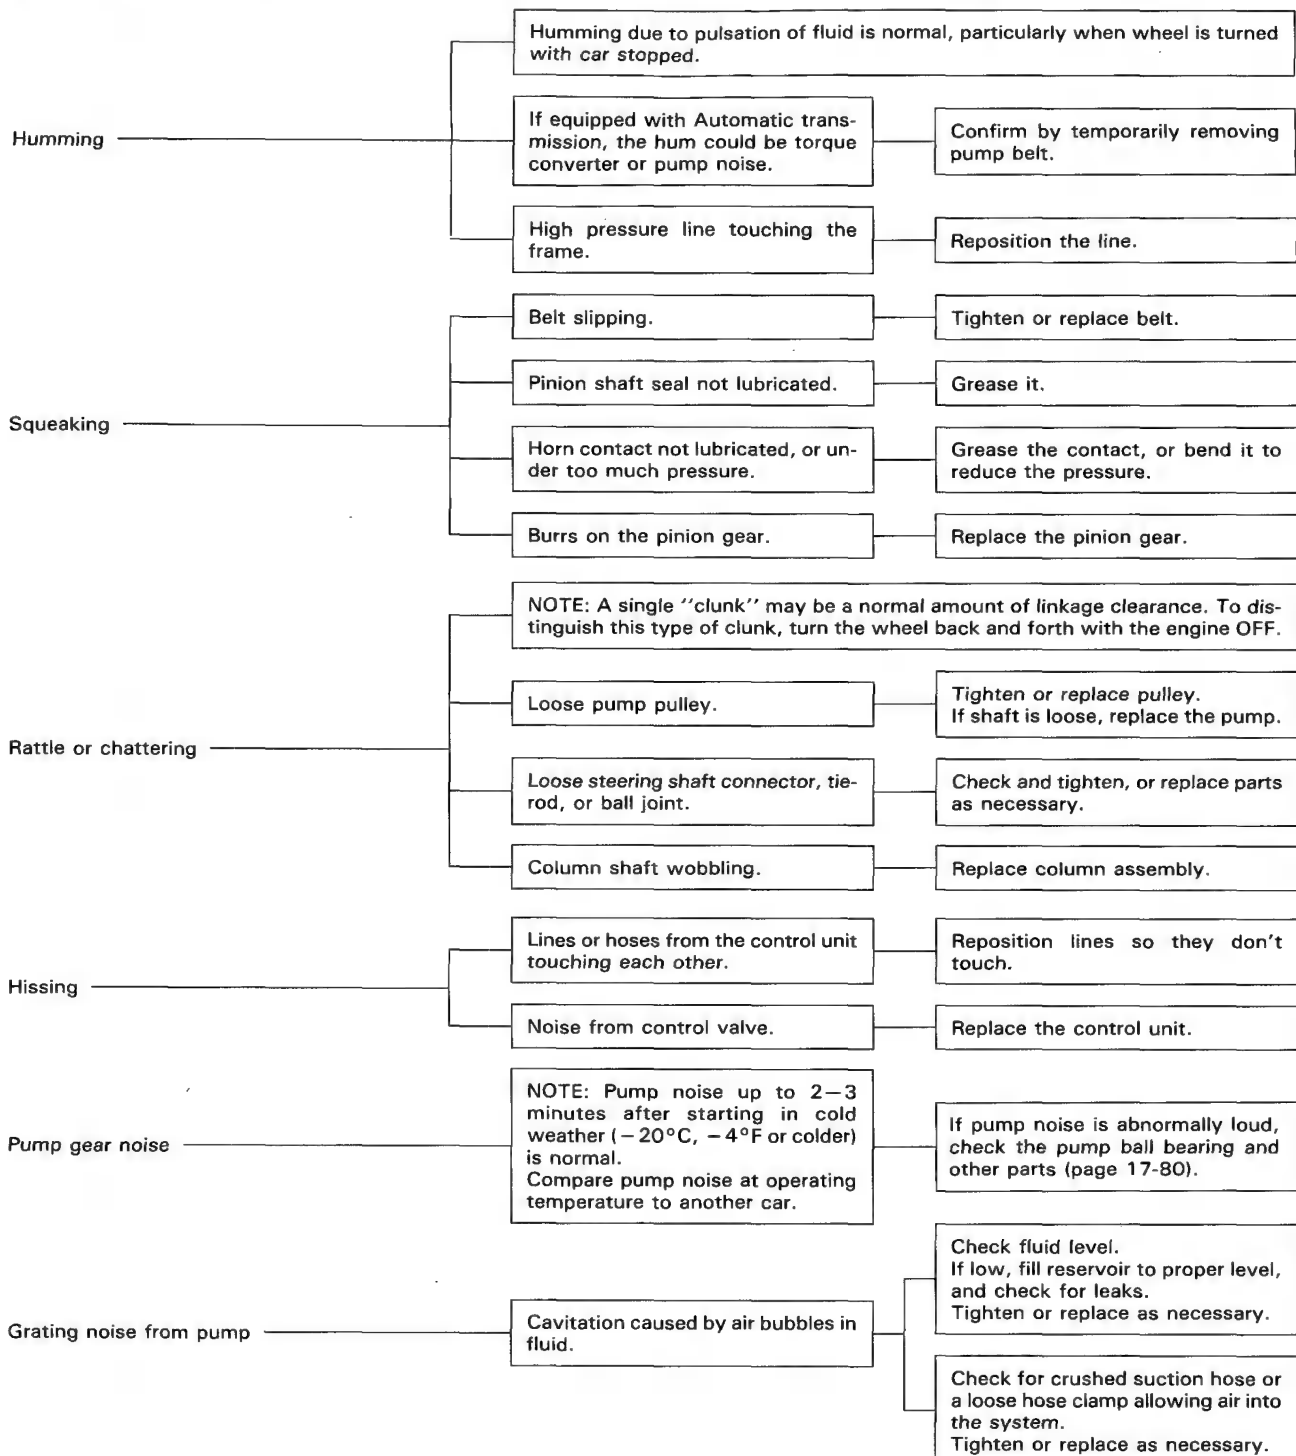 Humming due to pulsation of fluid is normal, particularly when wheel is turned
with car stopped.
Humming
If equipped with Automatic trans-
mission, the hum could be torque
converter or pump noise.
Confirm by temporarily removing
pump belt.
High pressure line touching the
frame.
Reposition the line.
Squeaking
Belt slipping.
Tighten or replace belt.
Pinion shaft seal not lubricated.
Grease it.
Horn contact not lubricated, or un-
der too much pressure.
Grease the contact, or bend it to
reduce the pressure.
Burrs on the pinion gear.
Replace the pinion gear.
Rattle or chattering
NOTE: A single "clunk" may be a normal amount of linkage clearance. To dis-
tinguish this type of clunk, turn the wheel back and forth with the engine OFF.
Loose pump pulley.
Tighten or replace pulley.
If shaft is loose, replace the pump.
Loose steering shaft connector, tie-
rod, or ball joint.
Check and tighten, or replace parts
as necessary.
Column shaft wobbling.
Replace column assembly.
Hissing
Lines or hoses from the control unit
touching each other.
Reposition lines so they don't
touch.
Noise from control valve.
Replace the control unit.
Pump gear noise
NOTE: Pump noise up to 2—3
minutes after starting in cold
weather (−20°C, −4°F or colder)
is normal.
Compare pump noise at operating
temperature to another car.
If pump noise is abnormally loud,
check the pump ball bearing and
other parts (page 17-80).
Grating noise from pump
Cavitation caused by air bubbles in
fluid.
Check fluid level.
If low, fill reservoir to proper level,
and check for leaks.
Tighten or replace as necessary.
Check for crushed suction hose or
a loose hose clamp allowing air into
the system.
Tighten or replace as necessary.